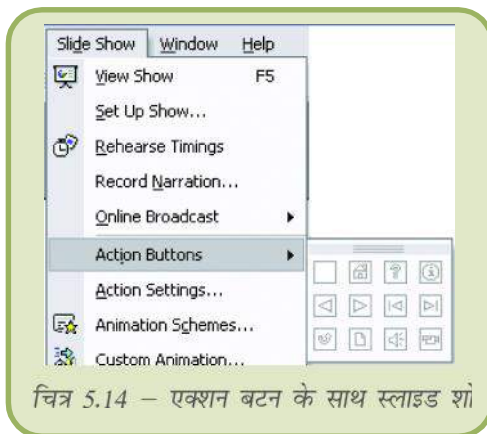 Slide Show Window Help
View Show F5
Set Up Show...
Rehearse Timings
Record Narration...
Online Broadcast
Action Buttons
Action Settings...
Animation Schemes...
Custom Animation...
चित्र 5.14 – एक्शन बटन के साथ स्लाइड शो